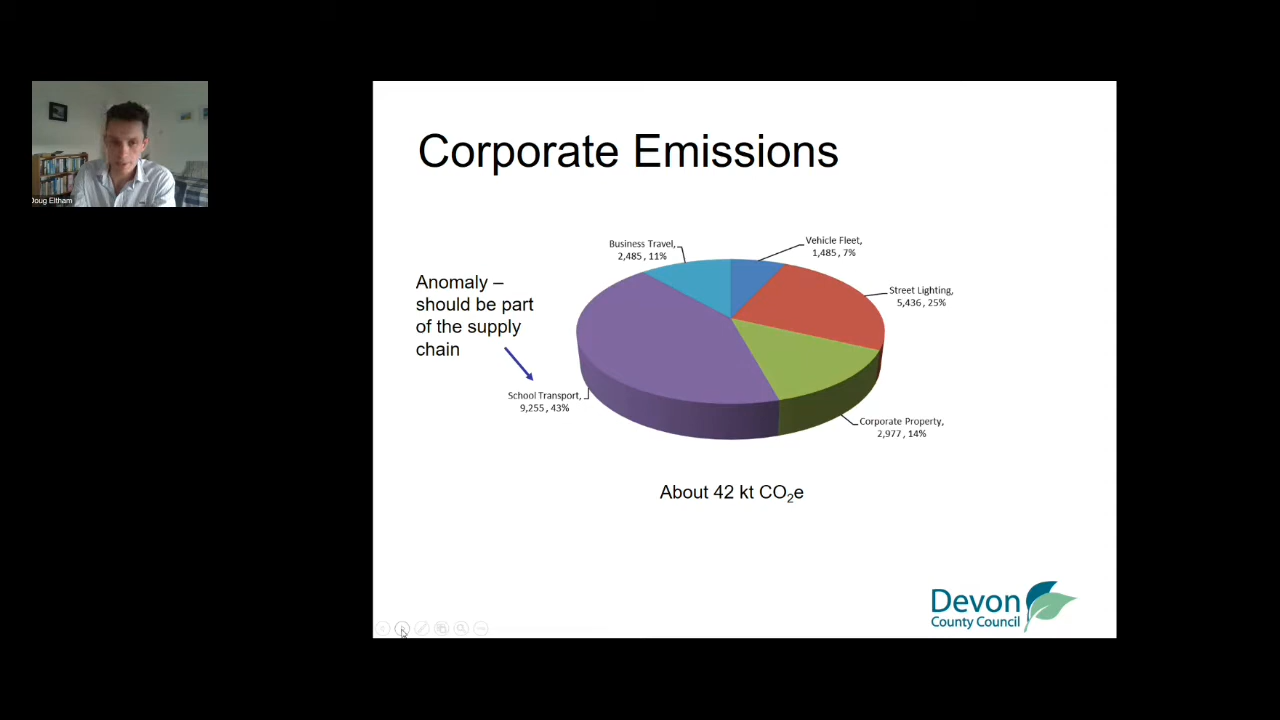 Corporate Emissions
Business Travel,
2,485 , 11%
Vehicle Fleet,
1,485, 7%
Anomaly –
should be part
of the supply
chain
Street Lighting,
5,436 , 25%
School Transport,
9,255 , 43%
Corporate Property,
2,977 , 14%
About 42 kt CO₂e
Devon
County Council
Doug Eltham